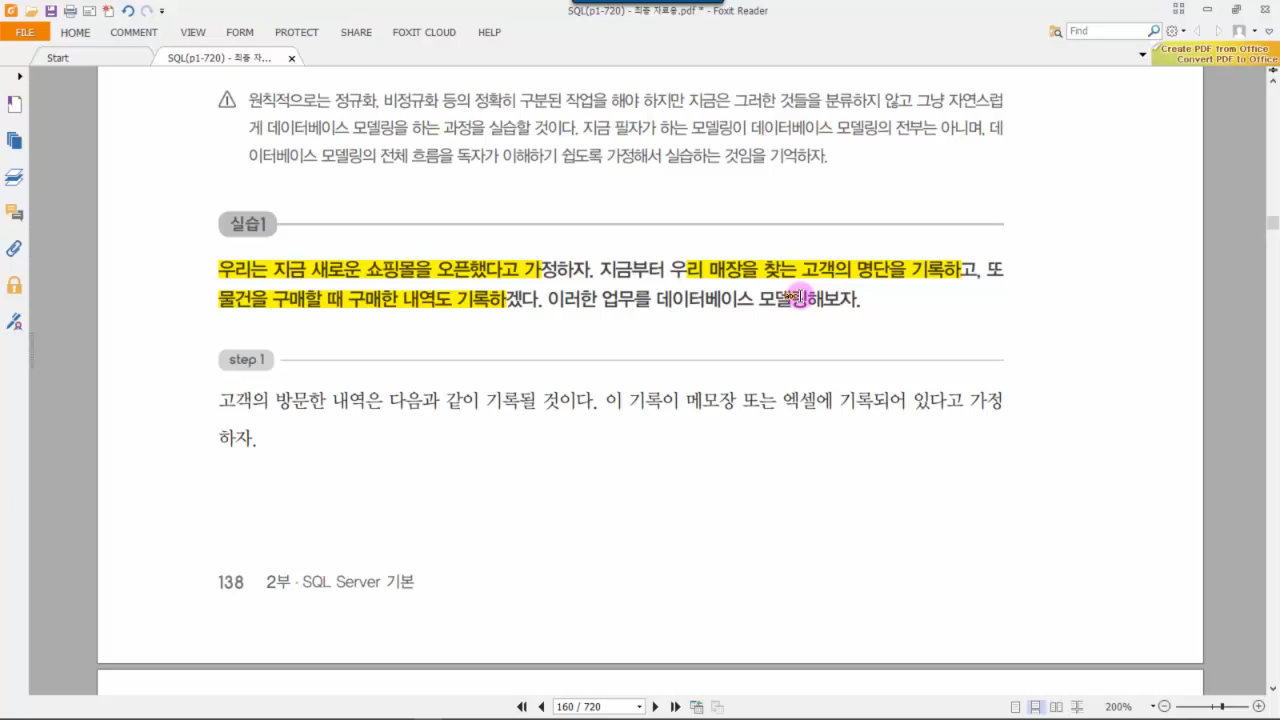 SQL(p1-720) - 최종 자료용.pdf * - Foxit Reader
FILE HOME COMMENT VIEW FORM PROTECT SHARE FOXIT CLOUD HELP Find
Start SQL(p1-720) - 최종 자... Create PDF from Office
Convert PDF to Office
원칙적으로는 정규화, 비정규화 등의 정확히 구분된 작업을 해야 하지만 지금은 그러한 것들을 분류하지 않고 그냥 자연스럽
게 데이터베이스 모델링을 하는 과정을 실습할 것이다. 지금 필자가 하는 모델링이 데이터베이스 모델링의 전부는 아니며, 데
이터베이스 모델링의 전체 흐름을 독자가 이해하기 쉽도록 가정해서 실습하는 것임을 기억하자.
실습1
우리는 지금 새로운 쇼핑몰을 오픈했다고 가정하자. 지금부터 우리 매장을 찾는 고객의 명단을 기록하고, 또
물건을 구매할 때 구매한 내역도 기록하겠다. 이러한 업무를 데이터베이스 모델링해보자.
step 1
고객의 방문한 내역은 다음과 같이 기록될 것이다. 이 기록이 메모장 또는 엑셀에 기록되어 있다고 가정
하자.
138 2부 · SQL Server 기본
160 / 720 200%